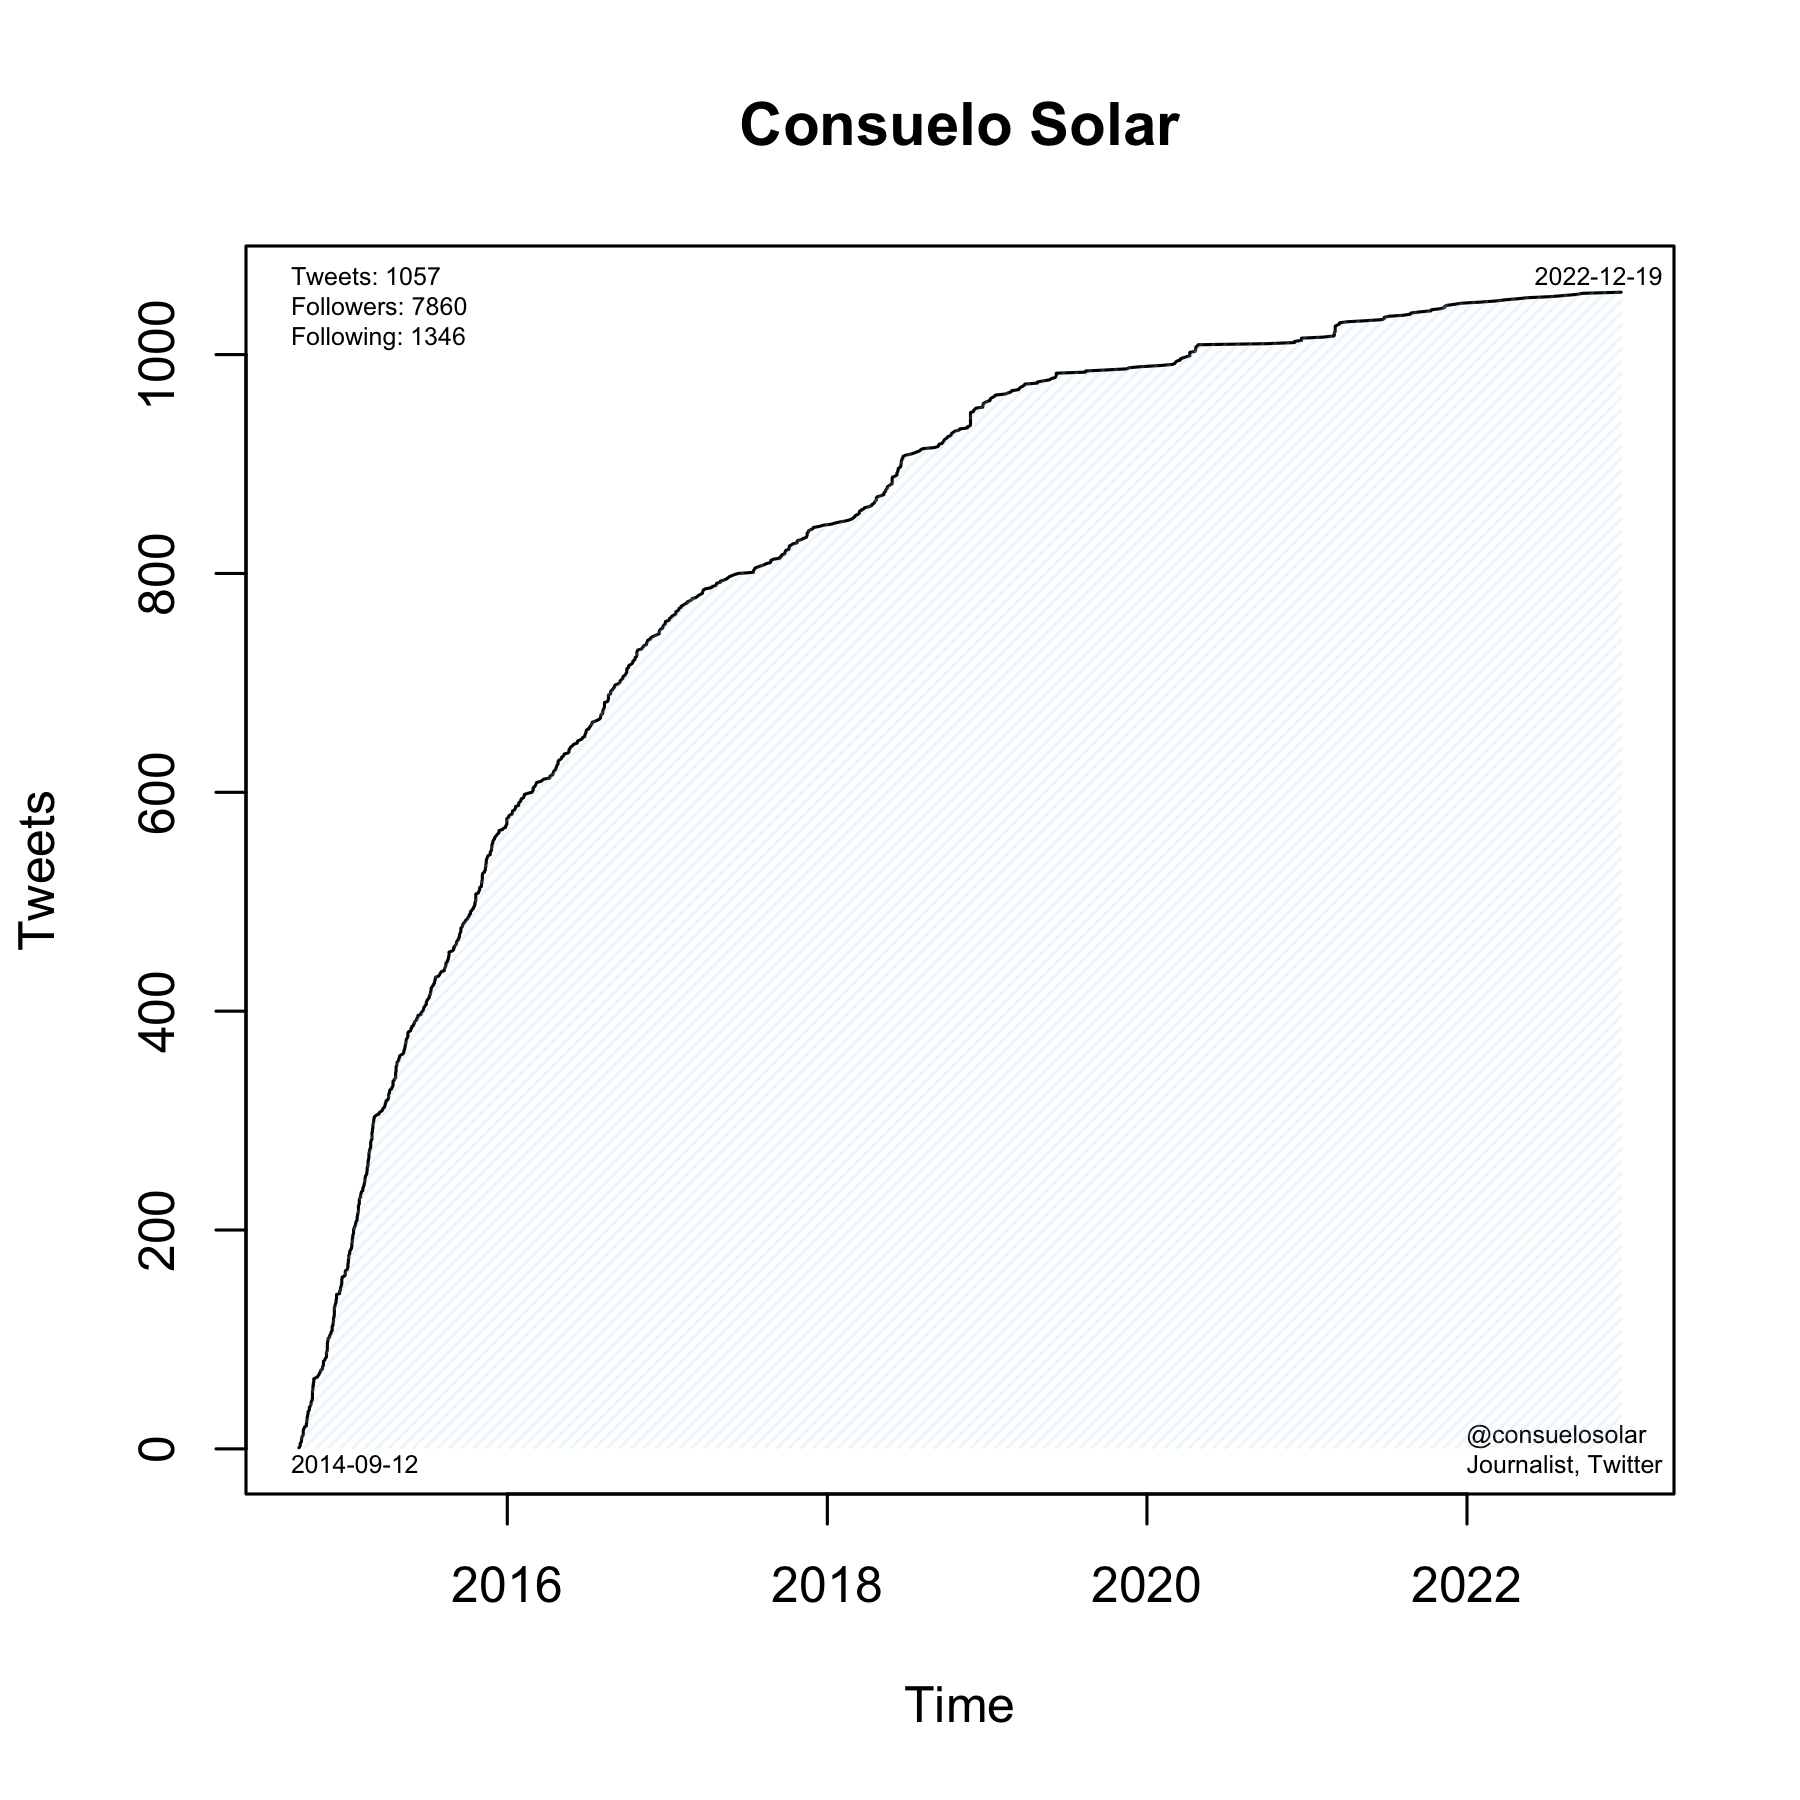 Consuelo Solar
Tweets: 1057
Followers: 7860
Following: 1346
2022-12-19
1000
800
600
400
200
0
Tweets
2014-09-12
@consuelosolar
Journalist, Twitter
2016
2018
2020
2022
Time